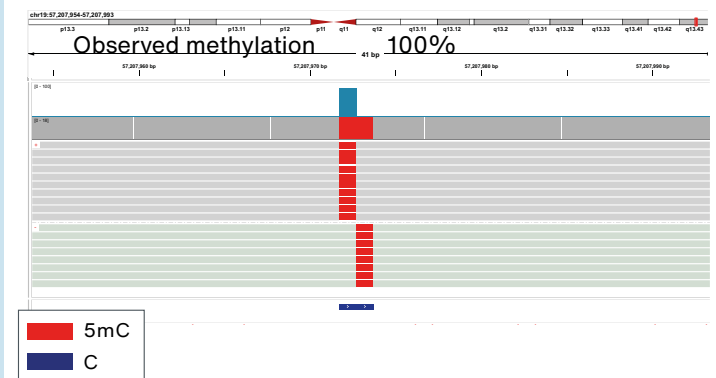 chr19:57,207,954-57,207,993
p13.3 p13.2 p13.13 p13.11 p12 p11 q11 q12 q13.11 q13.12 q13.2 q13.31 q13.32 q13.33 q13.41 q13.42 q13.43
Observed methylation 100%
41 bp
57,207,960 bp 57,207,970 bp 57,207,980 bp 57,207,990 bp
[0 - 100]
[0 - 16]
+
-
5mC
C